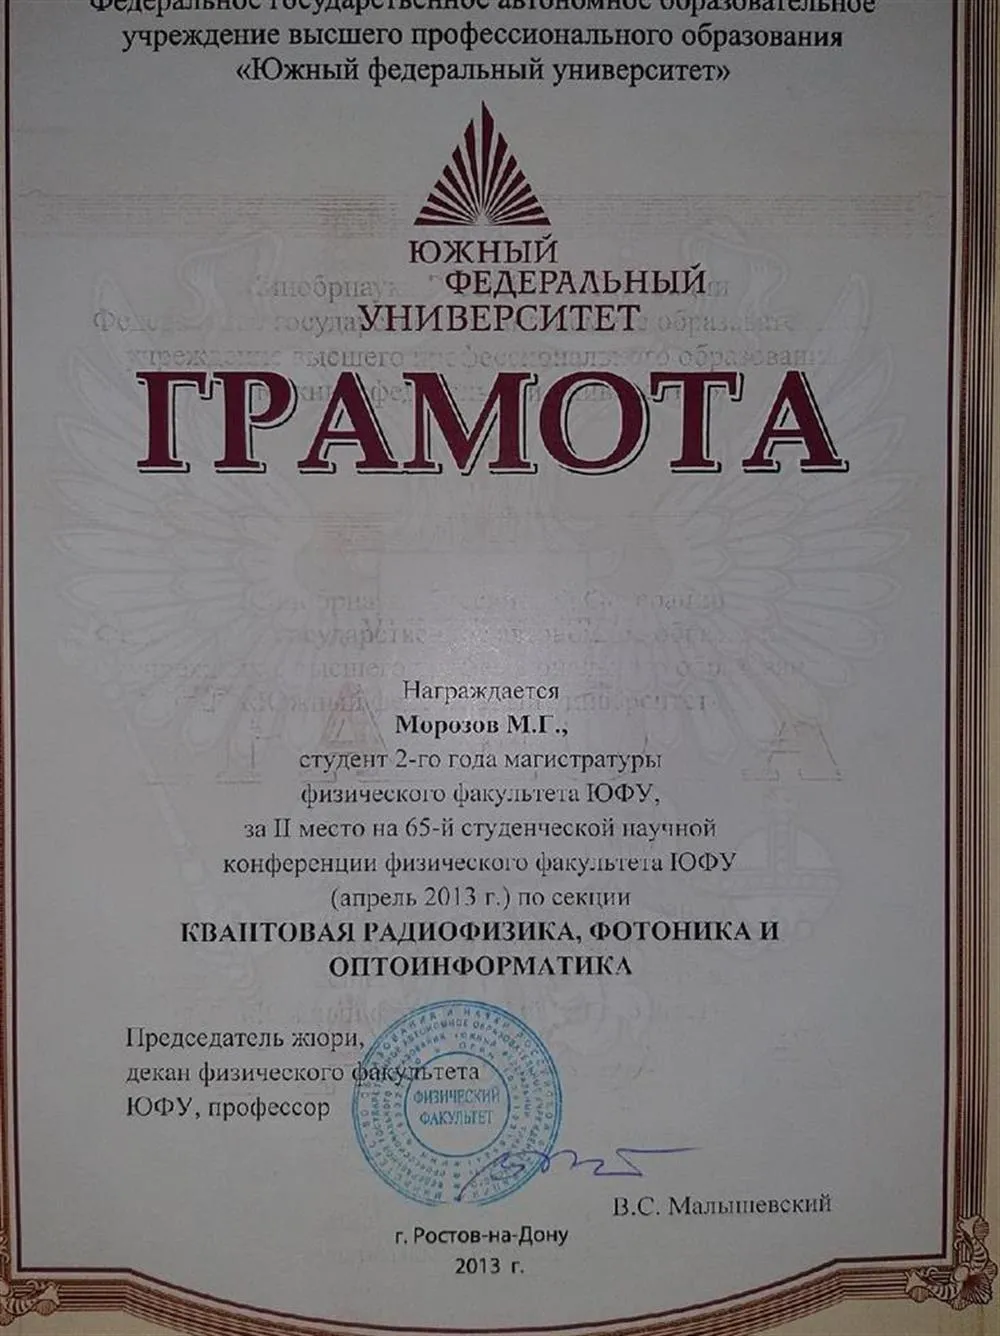 Федеральное государственное автономное образовательное
учреждение высшего профессионального образования
«Южный федеральный университет»
ЮЖНЫЙ
ФЕДЕРАЛЬНЫЙ
УНИВЕРСИТЕТ
ГРАМОТА
Награждается
Морозов М.Г.,
студент 2-го года магистратуры
физического факультета ЮФУ,
за II место на 65-й студенческой научной
конференции физического факультета ЮФУ
(апрель 2013 г.) по секции
КВАНТОВАЯ РАДИОФИЗИКА, ФОТОНИКА И
ОПТОИНФОРМАТИКА
Председатель жюри,
декан физического факультета
ЮФУ, профессор
ФИЗИЧЕСКИЙ
ФАКУЛЬТЕТ
В.С. Малышевский
г. Ростов-на-Дону
2013 г.